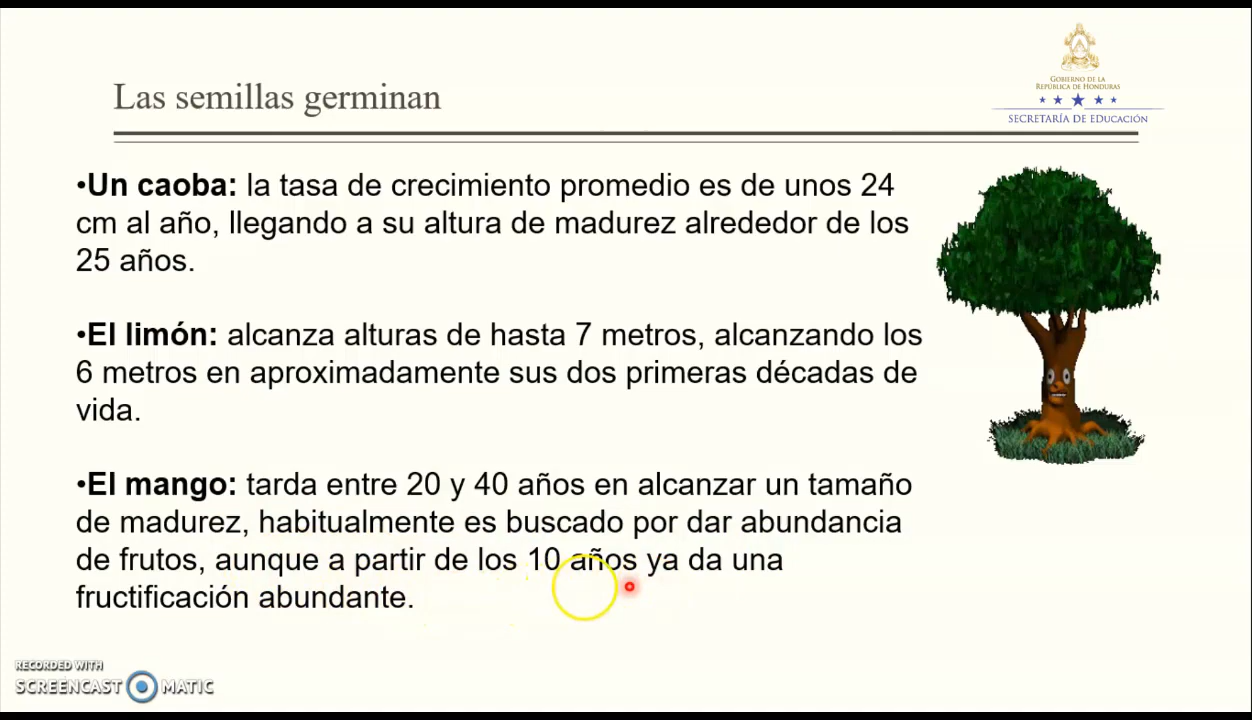 Las semillas germinan
GOBIERNO DE LA
REPÚBLICA DE HONDURAS
SECRETARÍA DE EDUCACIÓN
•Un caoba: la tasa de crecimiento promedio es de unos 24
cm al año, llegando a su altura de madurez alrededor de los
25 años.
•El limón: alcanza alturas de hasta 7 metros, alcanzando los
6 metros en aproximadamente sus dos primeras décadas de
vida.
•El mango: tarda entre 20 y 40 años en alcanzar un tamaño
de madurez, habitualmente es buscado por dar abundancia
de frutos, aunque a partir de los 10 años ya da una
fructificación abundante.
RECORDED WITH
SCREENCAST MATIC